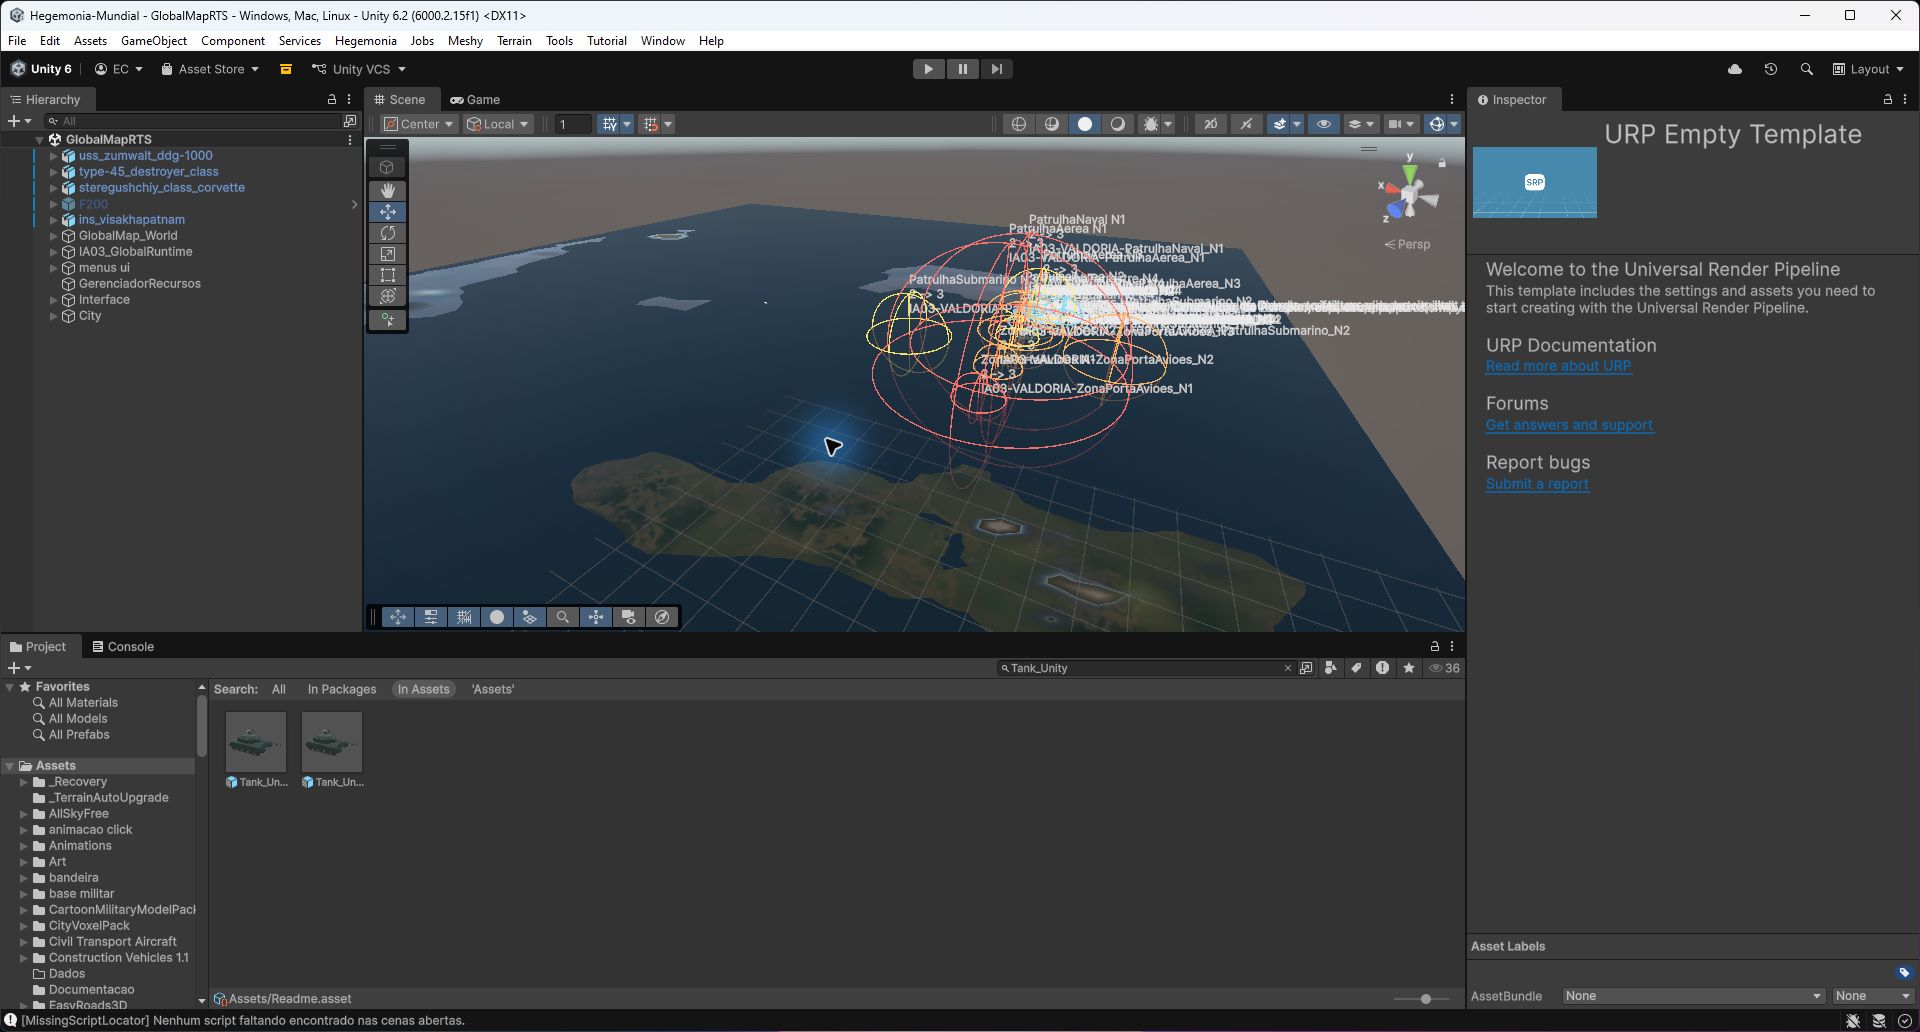 Hegemonia-Mundial - GlobalMapRTS - Windows, Mac, Linux - Unity 6.2 (6000.2.15f1) <DX11>
File Edit Assets GameObject Component Services Hegemonia Jobs Meshy Terrain Tools Tutorial Window Help
Unity 6 EC Asset Store Unity VCS Layout
Hierarchy
All
GlobalMapRTS
uss_zumwalt_ddg-1000
type-45_destroyer_class
steregushchiy_class_corvette
F200
ins_visakhapatnam
GlobalMap_World
IA03_GlobalRuntime
menus ui
GerenciadorRecursos
Interface
City
Scene Game
Center Local 1 2D
y
x
z
Persp
PatrulhaNaval N1
PatrulhaAerea N1
IA03-VALDORIA-PatrulhaNaval_N1
IA03-VALDORIA-PatrulhaAerea_N1
PatrulhaSubmarino
PatrulhaAerea_N3
PatrulhaSubmarino_N2
IA03-VALDORIA-ZonaPortaAvioes_N2
2 -> 3
IA03-VALDORIA-ZonaPortaAvioes_N1
Inspector
URP Empty Template
SRP
Welcome to the Universal Render Pipeline
This template includes the settings and assets you need to
start creating with the Universal Render Pipeline.
URP Documentation
Read more about URP
Forums
Get answers and support
Report bugs
Submit a report
Asset Labels
AssetBundle None None
Project Console
Tank_Unity
36
Favorites
All Materials
All Models
All Prefabs
Assets
_Recovery
_TerrainAutoUpgrade
AllSkyFree
animacao click
Animations
Art
bandeira
base militar
CartoonMilitaryModelPack
CityVoxelPack
Civil Transport Aircraft
Construction Vehicles 1.1
Dados
Documentacao
EasyRoads3D
Search: All In Packages In Assets 'Assets'
Tank_Un... Tank_Un...
Assets/Readme.asset
[MissingScriptLocator] Nenhum script faltando encontrado nas cenas abertas.